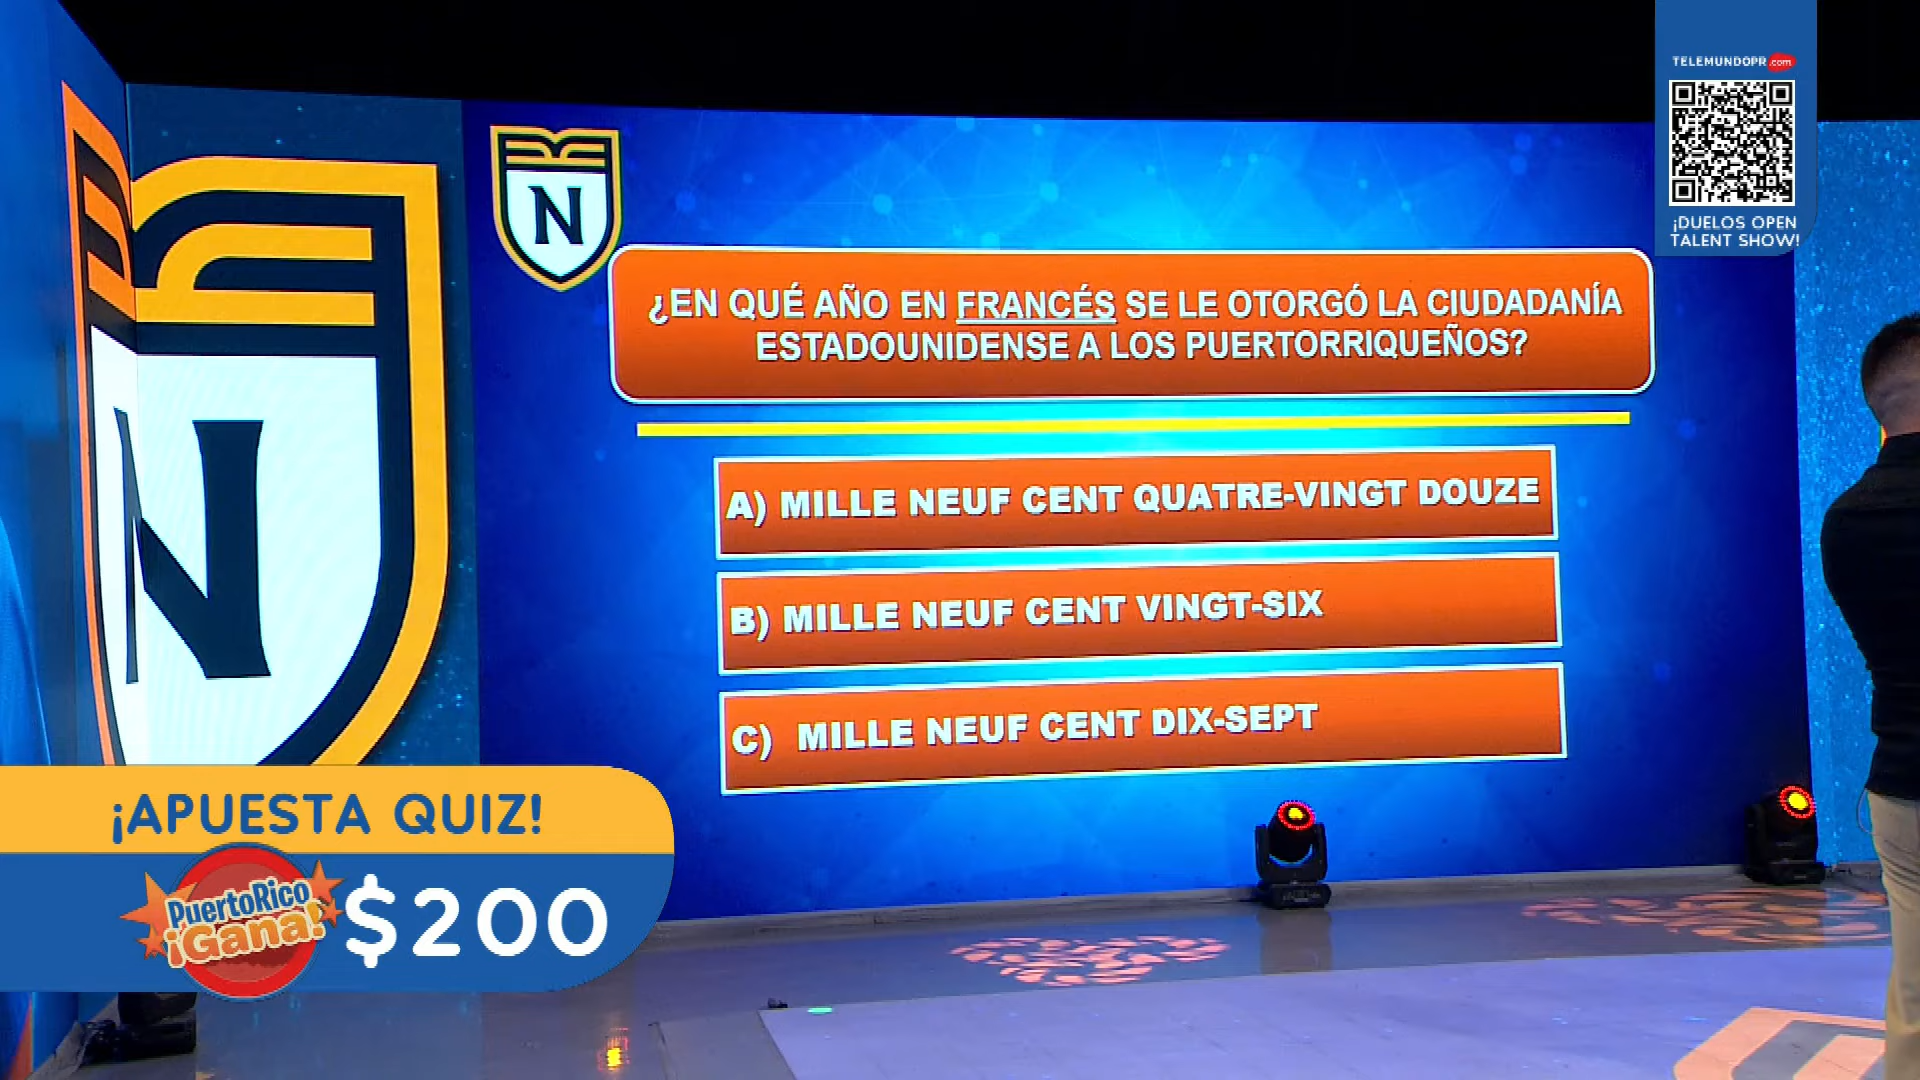 TELEMUNDOPR.com
¡DUELOS OPEN
TALENT SHOW!
N
N
¿EN QUÉ AÑO EN FRANCÉS SE LE OTORGÓ LA CIUDADANÍA
ESTADOUNIDENSE A LOS PUERTORRIQUEÑOS?
A) MILLE NEUF CENT QUATRE-VINGT DOUZE
B) MILLE NEUF CENT VINGT-SIX
C) MILLE NEUF CENT DIX-SEPT
¡APUESTA QUIZ!
PuertoRico
¡Gana!
$200